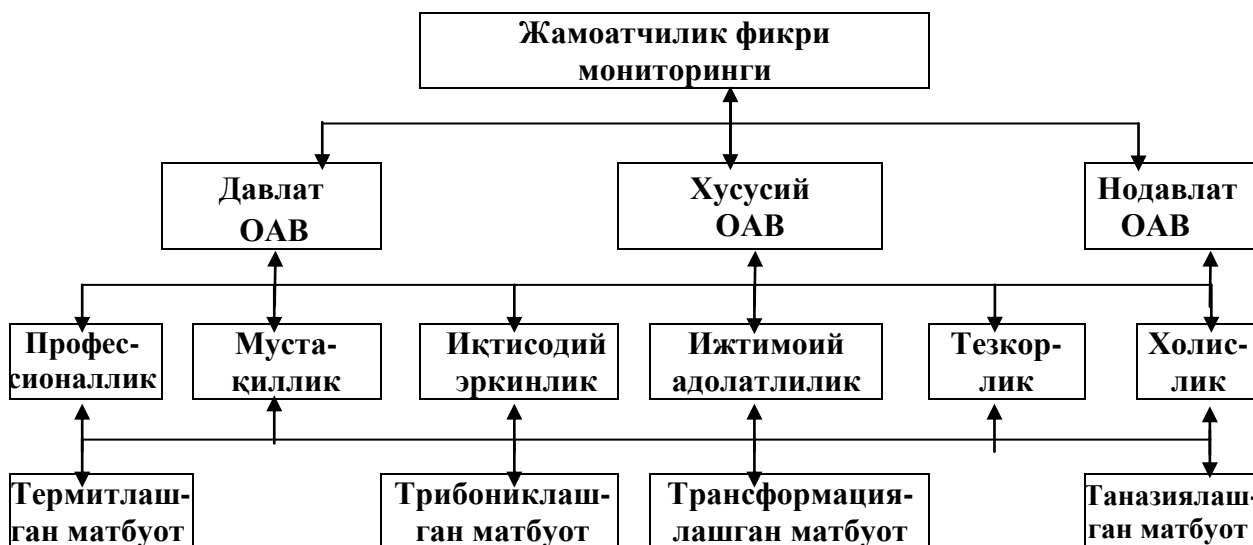 Жамоатчилик фикри
мониторинги
Давлат
ОАВ
Хусусий
ОАВ
Нодавлат
ОАВ
Профес-
сионаллик
Муста-
қиллик
Иқтисодий
эркинлик
Ижтимоий
адолатлилик
Тезкор-
лик
Холис-
лик
Термитлаш-
ган матбуот
Трибониклаш-
ган матбуот
Трансформация-
лашган матбуот
Таназиялаш-
ган матбуот